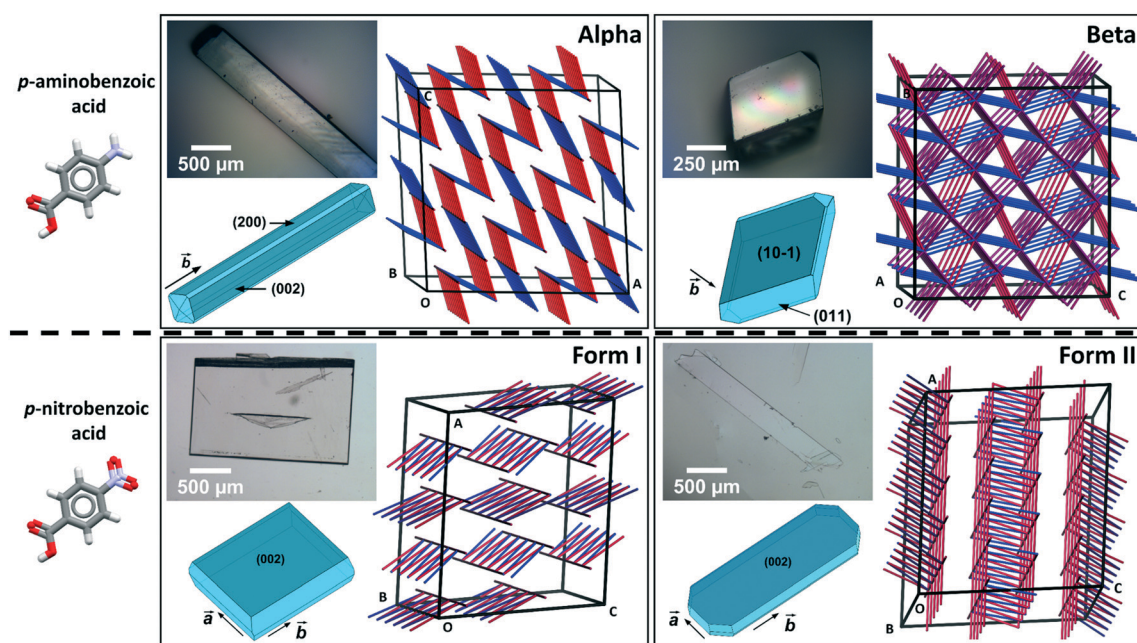 p-aminobenzoic
acid
Alpha
500 µm
(200)
b
(002)
C
B
O
A
Beta
250 µm
(10-1)
b
(011)
B
A
O
C
p-nitrobenzoic
acid
Form I
500 µm
(002)
a
b
A
B
O
C
Form II
500 µm
(002)
a
b
A
O
C
B